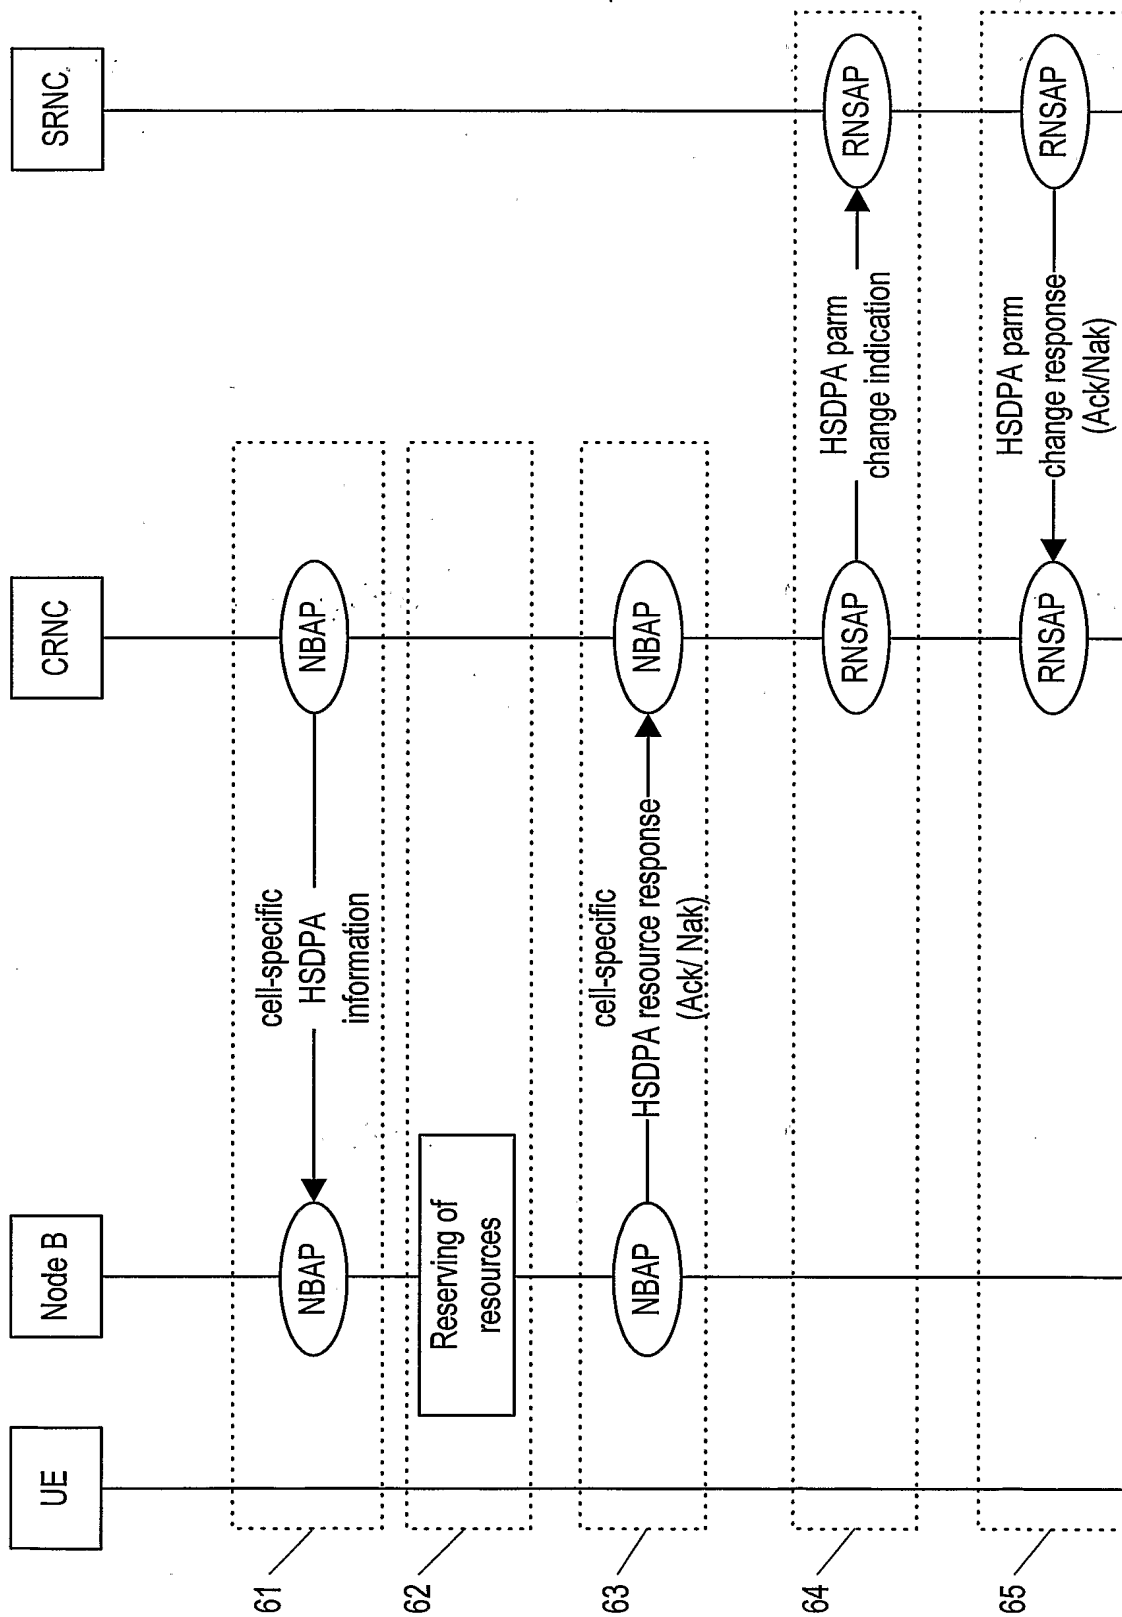 UE
Node B
CRNC
SRNC
61
NBAP
cell-specific
HSDPA
information
NBAP
62
Reserving of
resources
63
NBAP
cell-specific
HSDPA resource response
(Ack/ Nak)
NBAP
64
RNSAP
HSDPA parm
change indication
RNSAP
65
RNSAP
HSDPA parm
change response
(Ack/Nak)
RNSAP